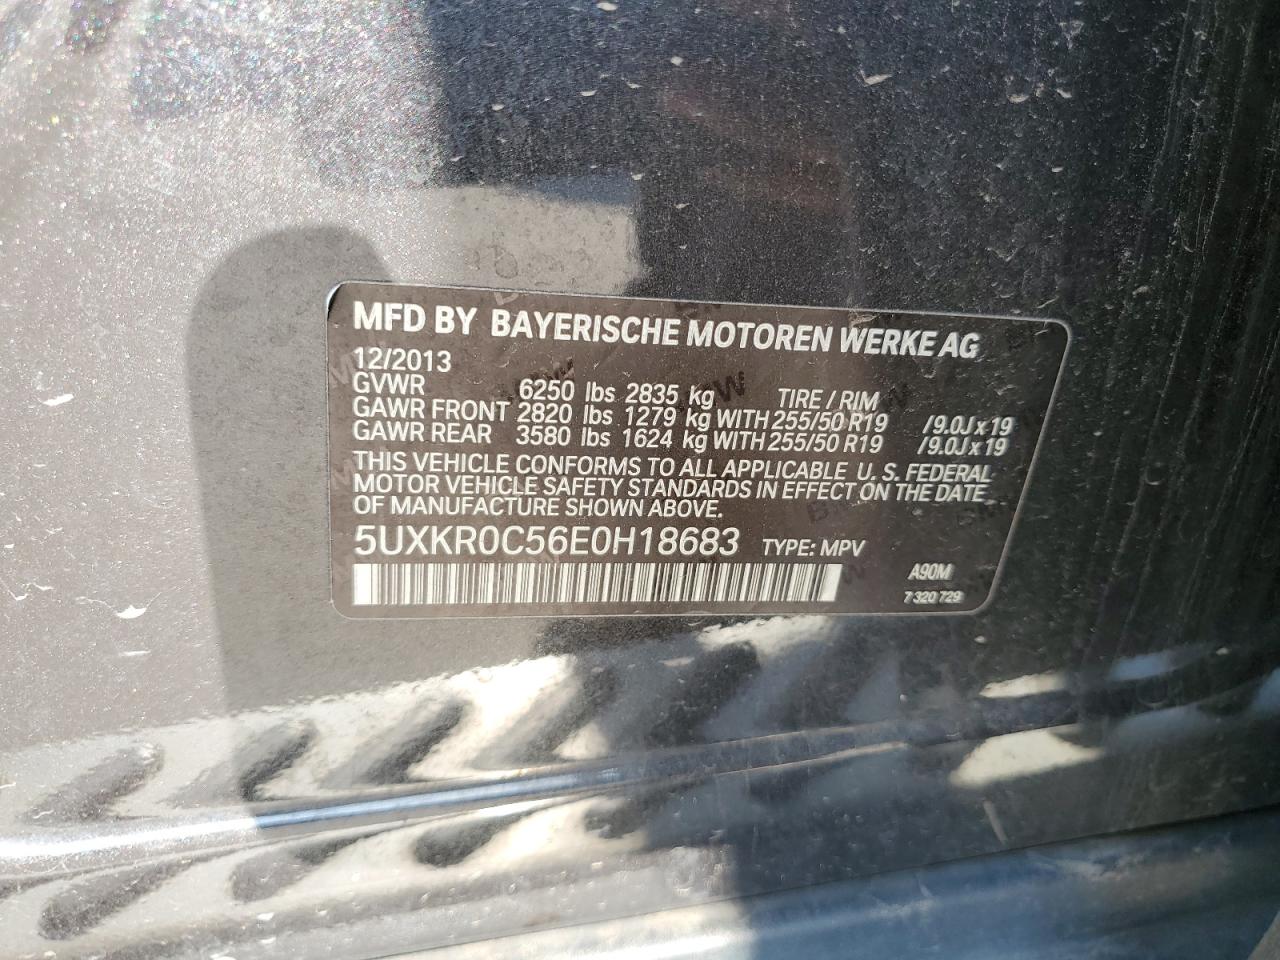 MFD BY BAYERISCHE MOTOREN WERKE AG
12/2013
GVWR 6250 lbs 2835 kg TIRE / RIM
GAWR FRONT 2820 lbs 1279 kg WITH 255/50 R19 /9.0J x 19
GAWR REAR 3580 lbs 1624 kg WITH 255/50 R19 /9.0J x 19
THIS VEHICLE CONFORMS TO ALL APPLICABLE U. S. FEDERAL
MOTOR VEHICLE SAFETY STANDARDS IN EFFECT ON THE DATE
OF MANUFACTURE SHOWN ABOVE.
5UXKR0C56E0H18683 TYPE: MPV
A90M
7 320 729